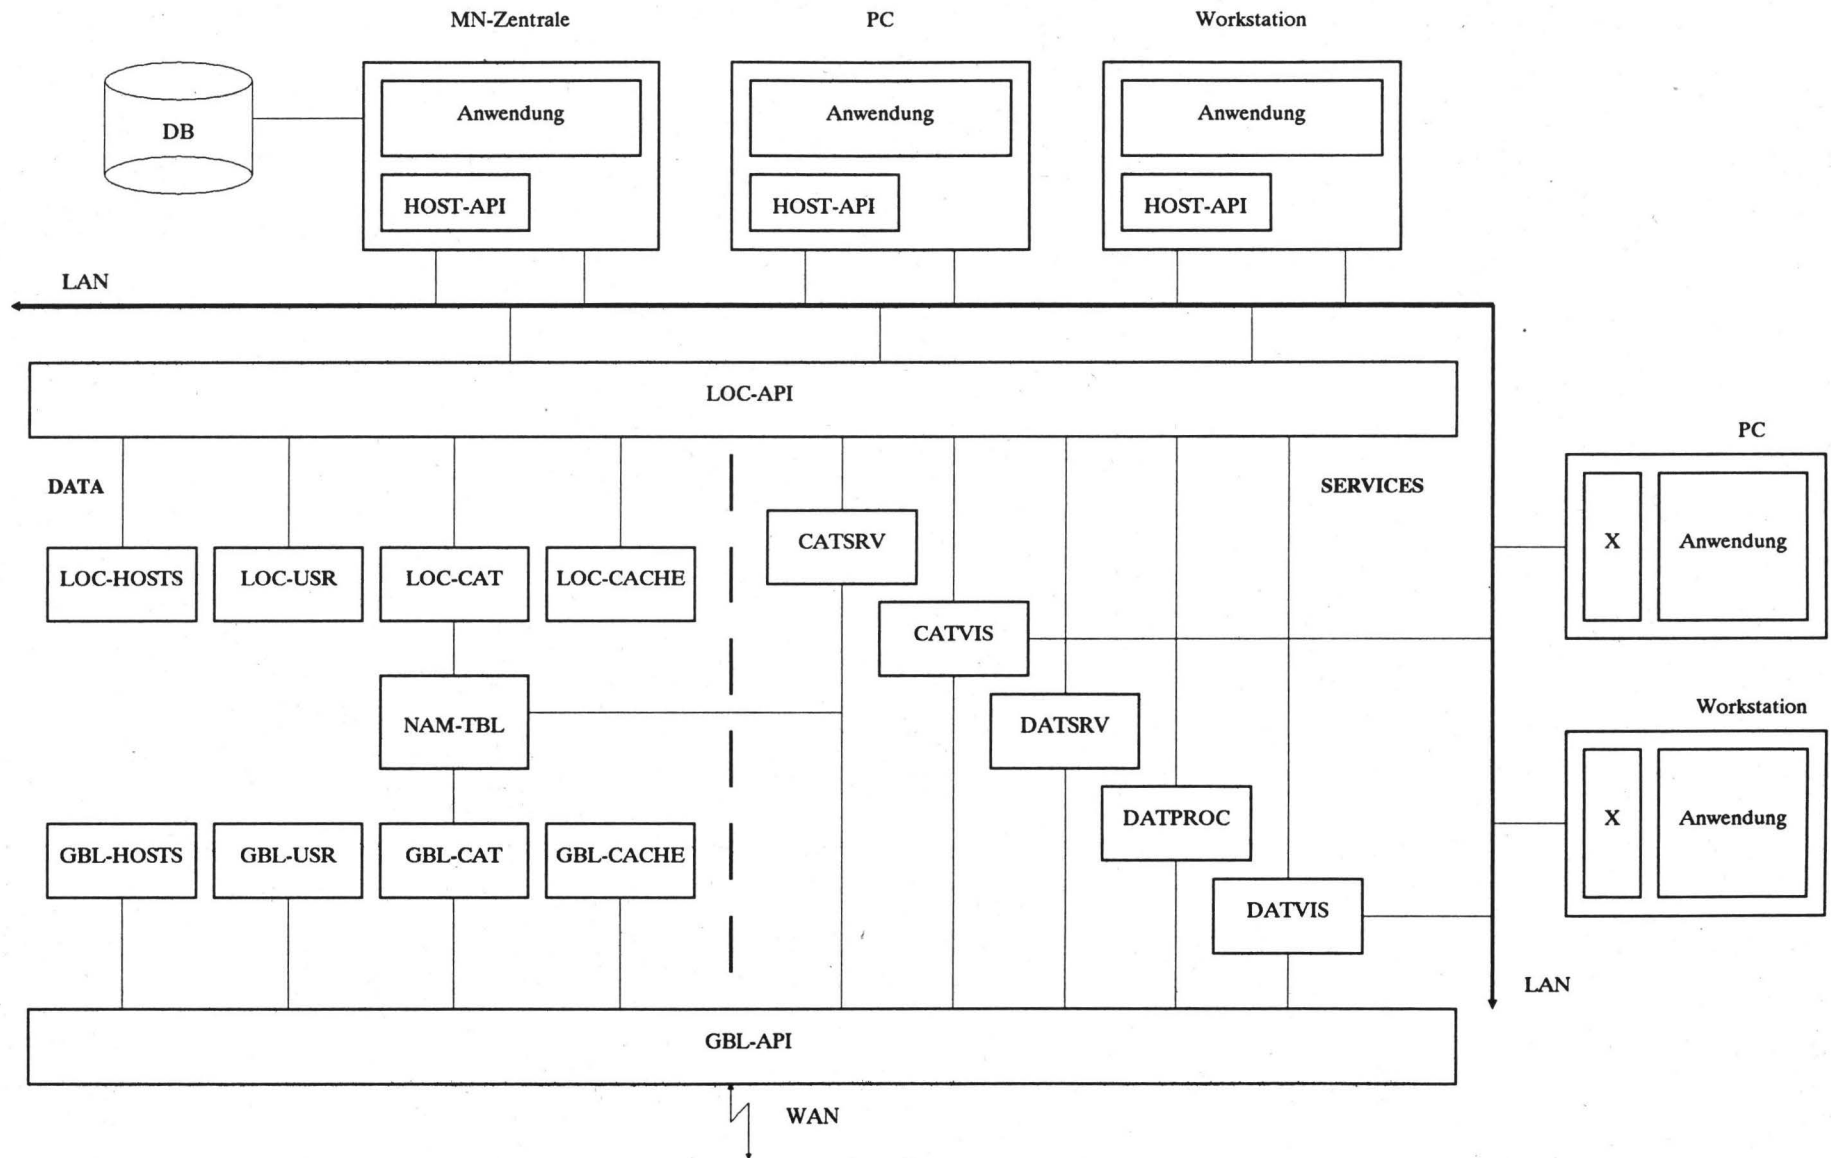 MN-Zentrale
PC
Workstation
DB
Anwendung
Anwendung
Anwendung
HOST-API
HOST-API
HOST-API
LAN
LOC-API
PC
DATA
SERVICES
CATSRV
X
Anwendung
LOC-HOSTS
LOC-USR
LOC-CAT
LOC-CACHE
CATVIS
NAM-TBL
DATSRV
Workstation
DATPROC
X
Anwendung
GBL-HOSTS
GBL-USR
GBL-CAT
GBL-CACHE
DATVIS
LAN
GBL-API
WAN